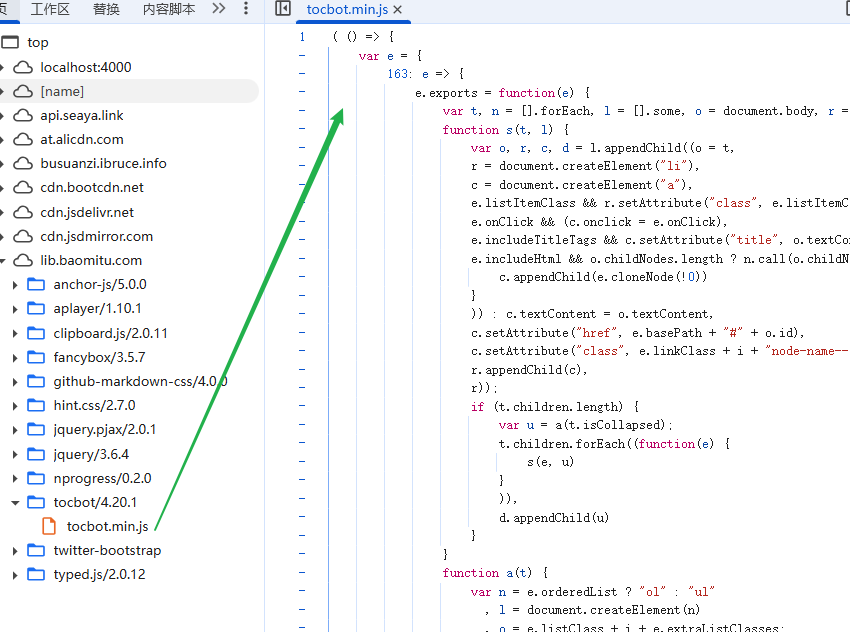 页 工作区 替换 内容脚本
tocbot.min.js
top
localhost:4000
[name]
api.seaya.link
at.alicdn.com
busuanzi.ibruce.info
cdn.bootcdn.net
cdn.jsdelivr.net
cdn.jsdmirror.com
lib.baomitu.com
anchor-js/5.0.0
aplayer/1.10.1
clipboard.js/2.0.11
fancybox/3.5.7
github-markdown-css/4.0.0
hint.css/2.7.0
jquery.pjax/2.0.1
jquery/3.6.4
nprogress/0.2.0
tocbot/4.20.1
tocbot.min.js
twitter-bootstrap
typed.js/2.0.12
1 ( () => {
- var e = {
- 163: e => {
- e.exports = function(e) {
- var t, n = [].forEach, l = [].some, o = document.body, r =
- function s(t, l) {
- var o, r, c, d = l.appendChild((o = t,
- r = document.createElement("li"),
- c = document.createElement("a"),
- e.listItemClass && r.setAttribute("class", e.listItemC
- e.onClick && (c.onclick = e.onClick),
- e.includeTitleTags && c.setAttribute("title", o.textCo
- e.includeHtml && o.childNodes.length ? n.call(o.childN
- c.appendChild(e.cloneNode(!0))
- }
- )) : c.textContent = o.textContent,
- c.setAttribute("href", e.basePath + "#" + o.id),
- c.setAttribute("class", e.linkClass + i + "node-name--
- r.appendChild(c),
- r));
- if (t.children.length) {
- var u = a(t.isCollapsed);
- t.children.forEach((function(e) {
- s(e, u)
- }
- )),
- d.appendChild(u)
- }
- }
- function a(t) {
- var n = e.orderedList ? "ol" : "ul"
- , l = document.createElement(n)
- , o = e.listClass + i + e.extraListClasses;